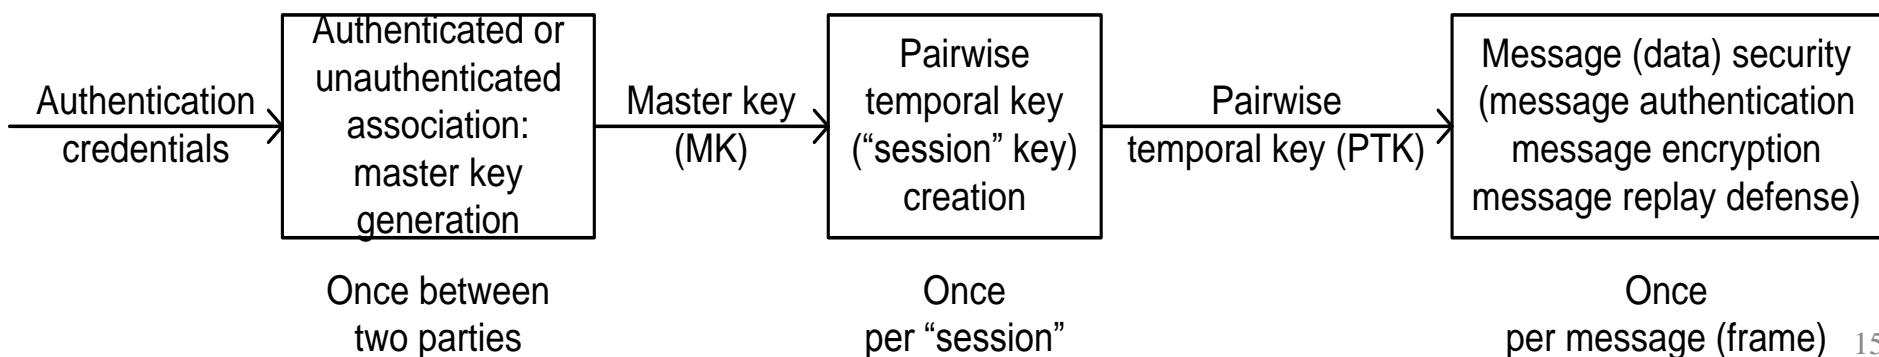 Authentication
credentials
Authenticated or
unauthenticated
association:
master key
generation
Master key
(MK)
Pairwise
temporal key
(“session” key)
creation
Pairwise
temporal key (PTK)
Message (data) security
(message authentication
message encryption
message replay defense)
Once between
two parties
Once
per “session”
Once
per message (frame)
15